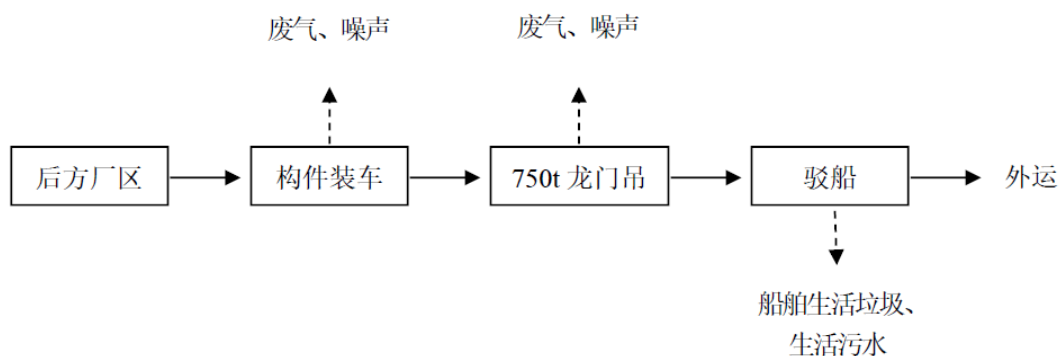 废气、噪声
废气、噪声
后方厂区
构件装车
750t 龙门吊
驳船
外运
船舶生活垃圾、
生活污水